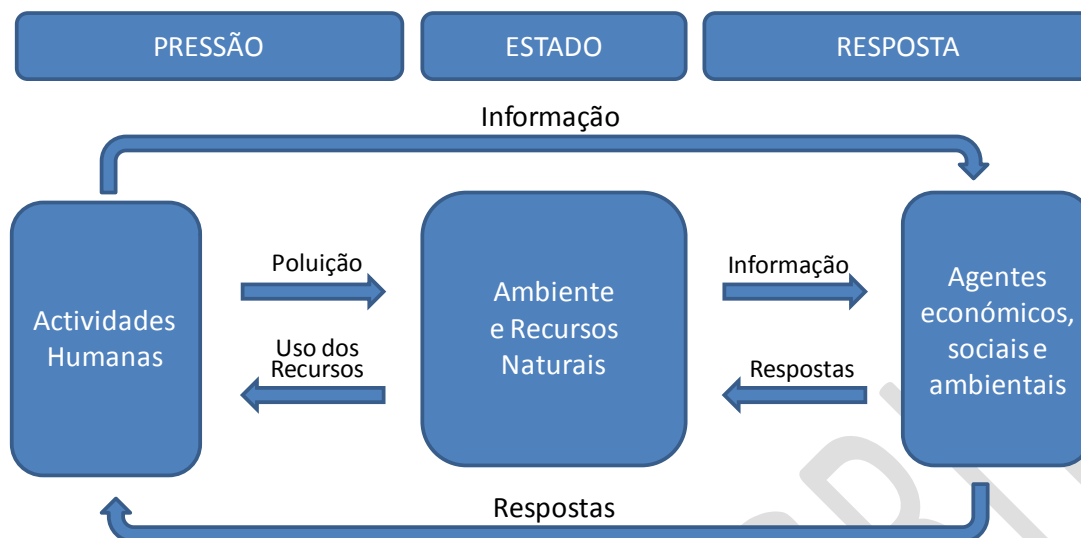 PRESSÃO
ESTADO
RESPOSTA
Informação
Actividades
Humanas
Poluição
Uso dos
Recursos
Ambiente
e Recursos
Naturais
Informação
Respostas
Agentes
económicos,
sociais e
ambientais
Respostas